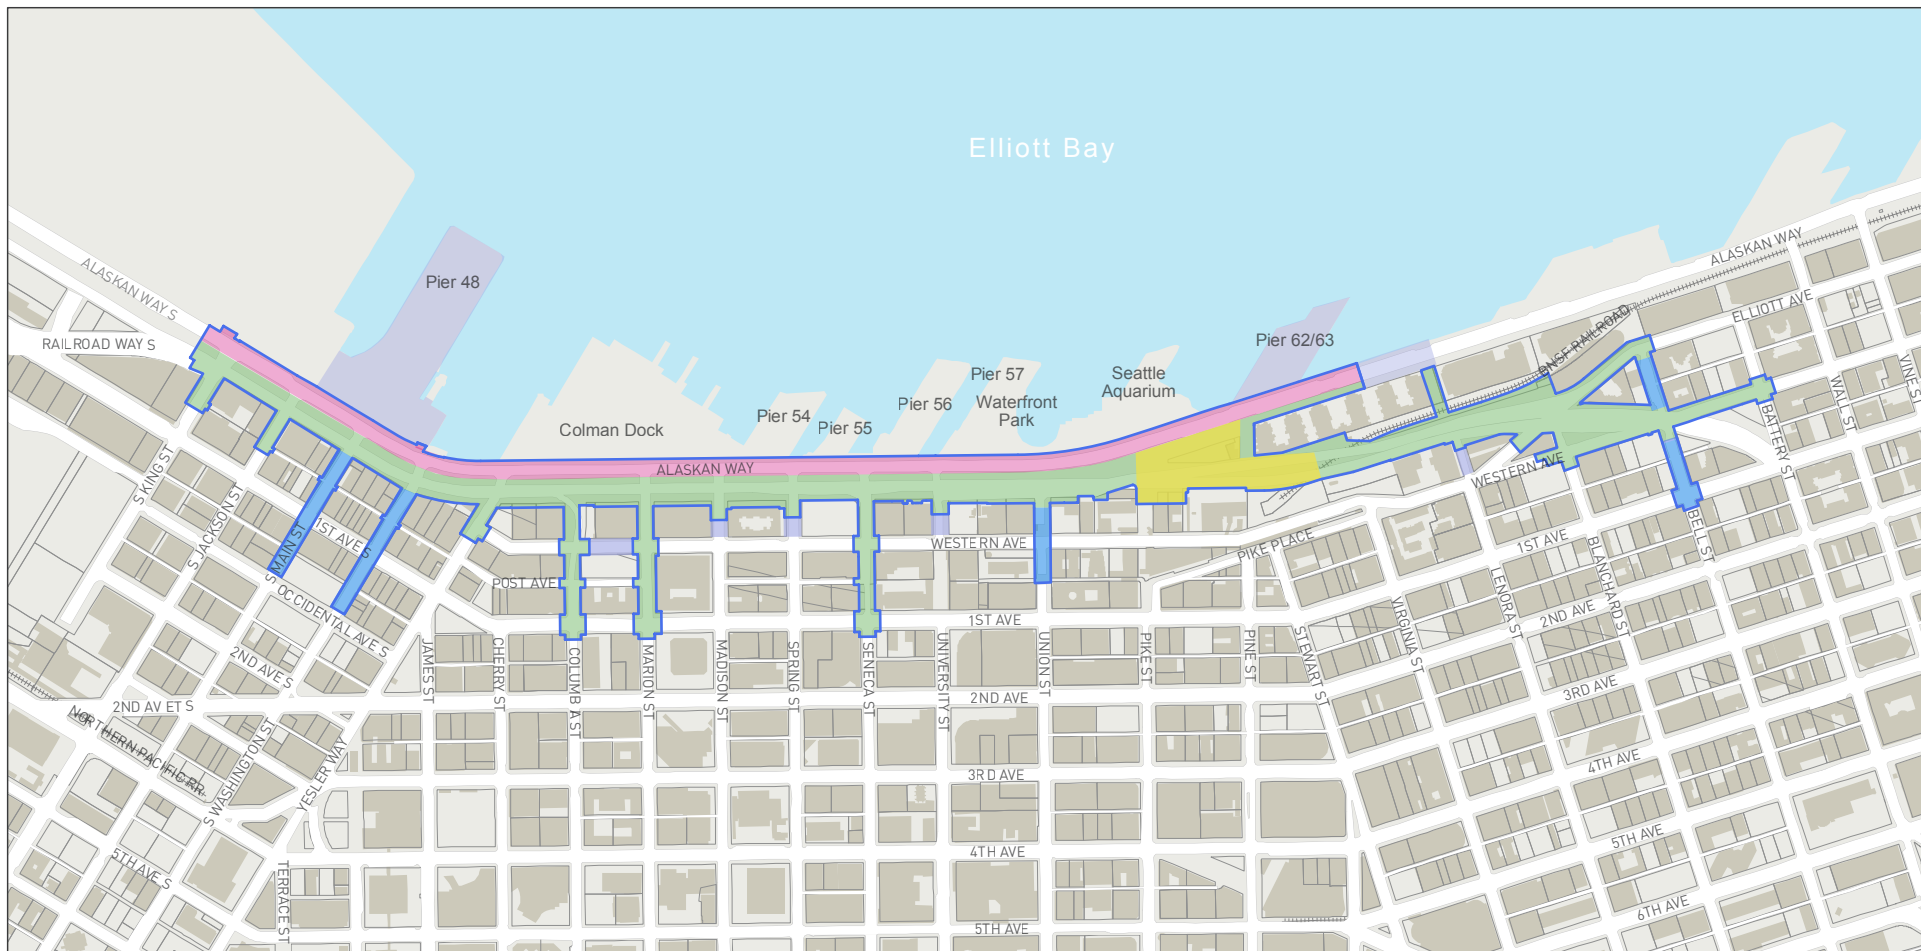 Elliott Bay
ALASKAN WAY S
RAILROAD WAY S
Pier 48
Colman Dock
Pier 54
Pier 55
Pier 56
Pier 57
Waterfront
Park
Seattle
Aquarium
Pier 62/63
ALASKAN WAY
ALASKAN WAY
ELLIOTT AVE
BNSF RAILROAD
VINE ST
WALL ST
BATTERY ST
BELL ST
BLANCHARD ST
LENORA ST
VIRGINIA ST
STEWART ST
PINE ST
PIKE ST
UNION ST
UNIVERSITY ST
SENECA ST
SPRING ST
MADISON ST
MARION ST
COLUMB A ST
CHERRY ST
JAMES ST
S KING ST
S JACKSON ST
S MAIN ST
S WASHINGTON ST
YESLER WAY
TERRACE ST
WESTERN AVE
WESTERN AVE
PIKE PLACE
POST AVE
1ST AVE S
1ST AVE
1ST AVE
OCCIDENTAL AVE S
2ND AVE S
2ND AV ET S
2ND AVE
2ND AVE
NORTHERN PACIFIC RR
3RD AVE
3RD AVE
4TH AVE
4TH AVE
5TH AVE S
5TH AVE
5TH AVE
6TH AVE